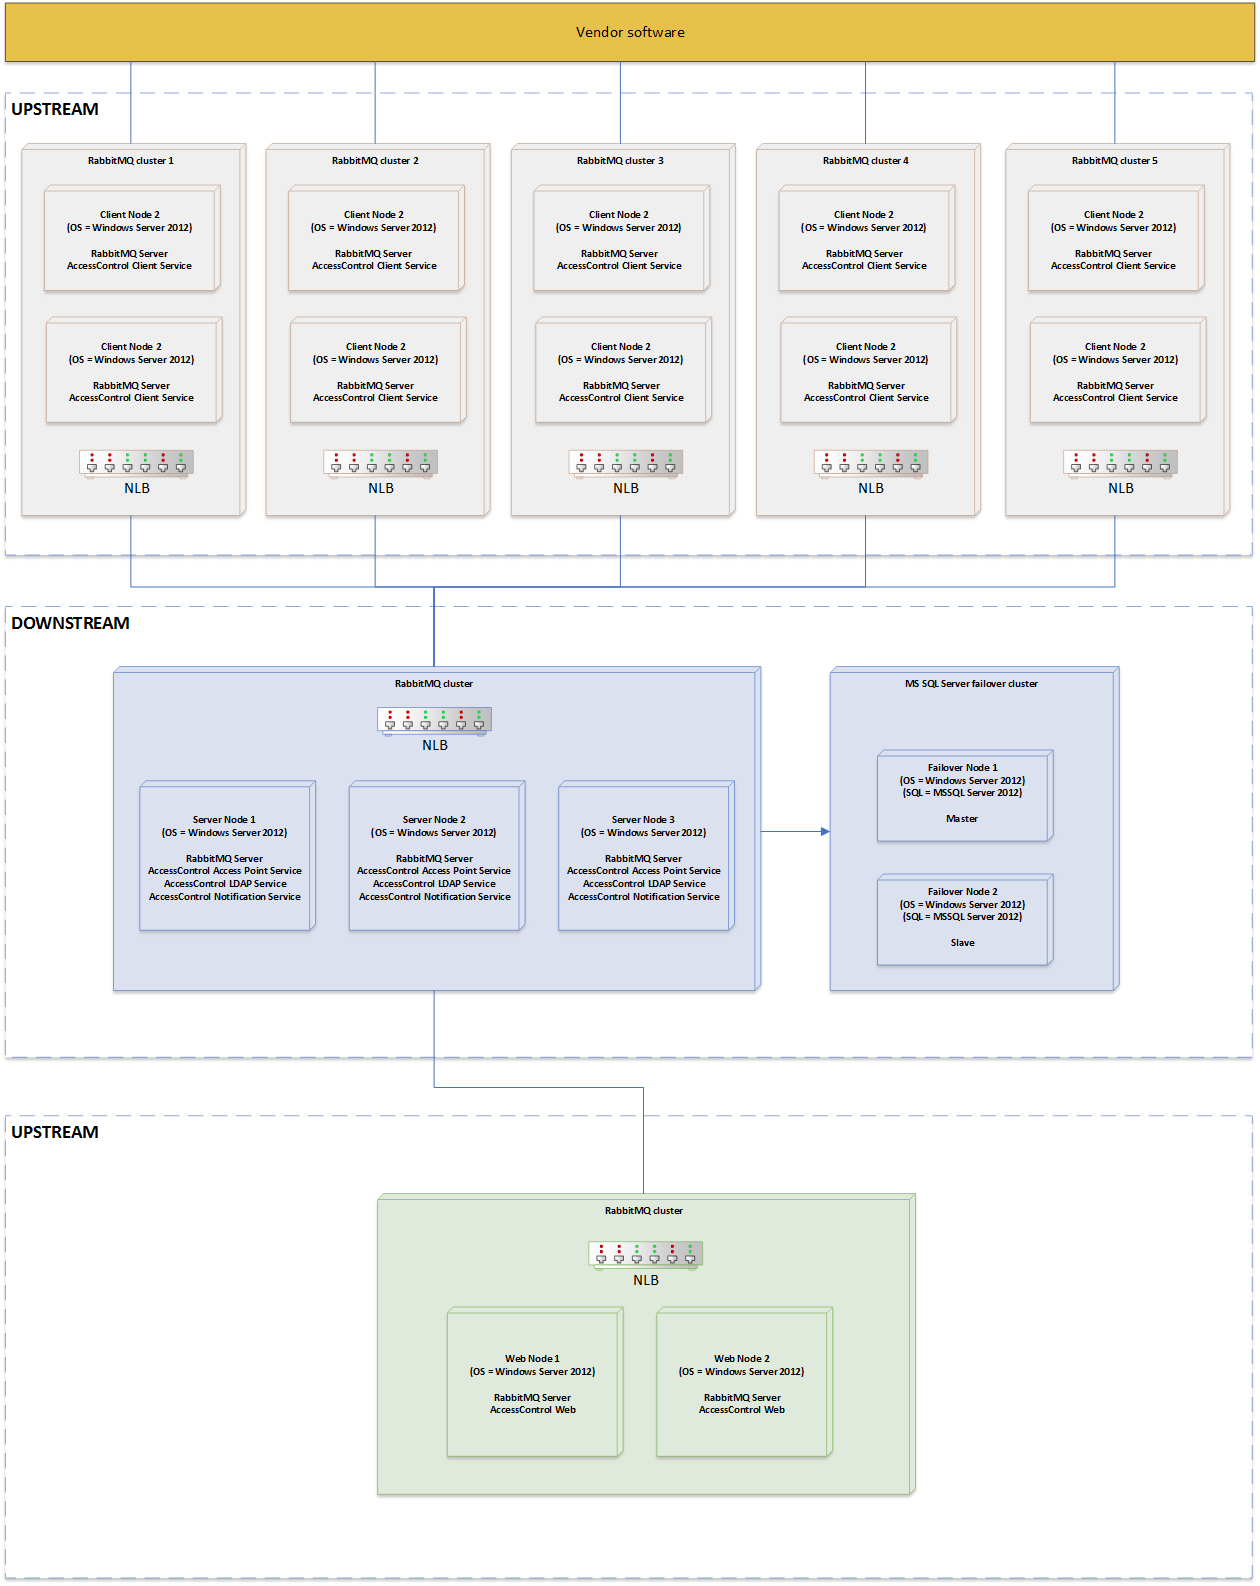 Vendor software
UPSTREAM
RabbitMQ cluster 1
Client Node 2
(OS = Windows Server 2012)
RabbitMQ Server
AccessControl Client Service
Client Node 2
(OS = Windows Server 2012)
RabbitMQ Server
AccessControl Client Service
NLB
RabbitMQ cluster 2
Client Node 2
(OS = Windows Server 2012)
RabbitMQ Server
AccessControl Client Service
Client Node 2
(OS = Windows Server 2012)
RabbitMQ Server
AccessControl Client Service
NLB
RabbitMQ cluster 3
Client Node 2
(OS = Windows Server 2012)
RabbitMQ Server
AccessControl Client Service
Client Node 2
(OS = Windows Server 2012)
RabbitMQ Server
AccessControl Client Service
NLB
RabbitMQ cluster 4
Client Node 2
(OS = Windows Server 2012)
RabbitMQ Server
AccessControl Client Service
Client Node 2
(OS = Windows Server 2012)
RabbitMQ Server
AccessControl Client Service
NLB
RabbitMQ cluster 5
Client Node 2
(OS = Windows Server 2012)
RabbitMQ Server
AccessControl Client Service
Client Node 2
(OS = Windows Server 2012)
RabbitMQ Server
AccessControl Client Service
NLB
DOWNSTREAM
RabbitMQ cluster
NLB
Server Node 1
(OS = Windows Server 2012)
RabbitMQ Server
AccessControl Access Point Service
AccessControl LDAP Service
AccessControl Notification Service
Server Node 2
(OS = Windows Server 2012)
RabbitMQ Server
AccessControl Access Point Service
AccessControl LDAP Service
AccessControl Notification Service
Server Node 3
(OS = Windows Server 2012)
RabbitMQ Server
AccessControl Access Point Service
AccessControl LDAP Service
AccessControl Notification Service
MS SQL Server failover cluster
Failover Node 1
(OS = Windows Server 2012)
(SQL = MSSQL Server 2012)
Master
Failover Node 2
(OS = Windows Server 2012)
(SQL = MSSQL Server 2012)
Slave
UPSTREAM
RabbitMQ cluster
NLB
Web Node 1
(OS = Windows Server 2012)
RabbitMQ Server
AccessControl Web
Web Node 2
(OS = Windows Server 2012)
RabbitMQ Server
AccessControl Web